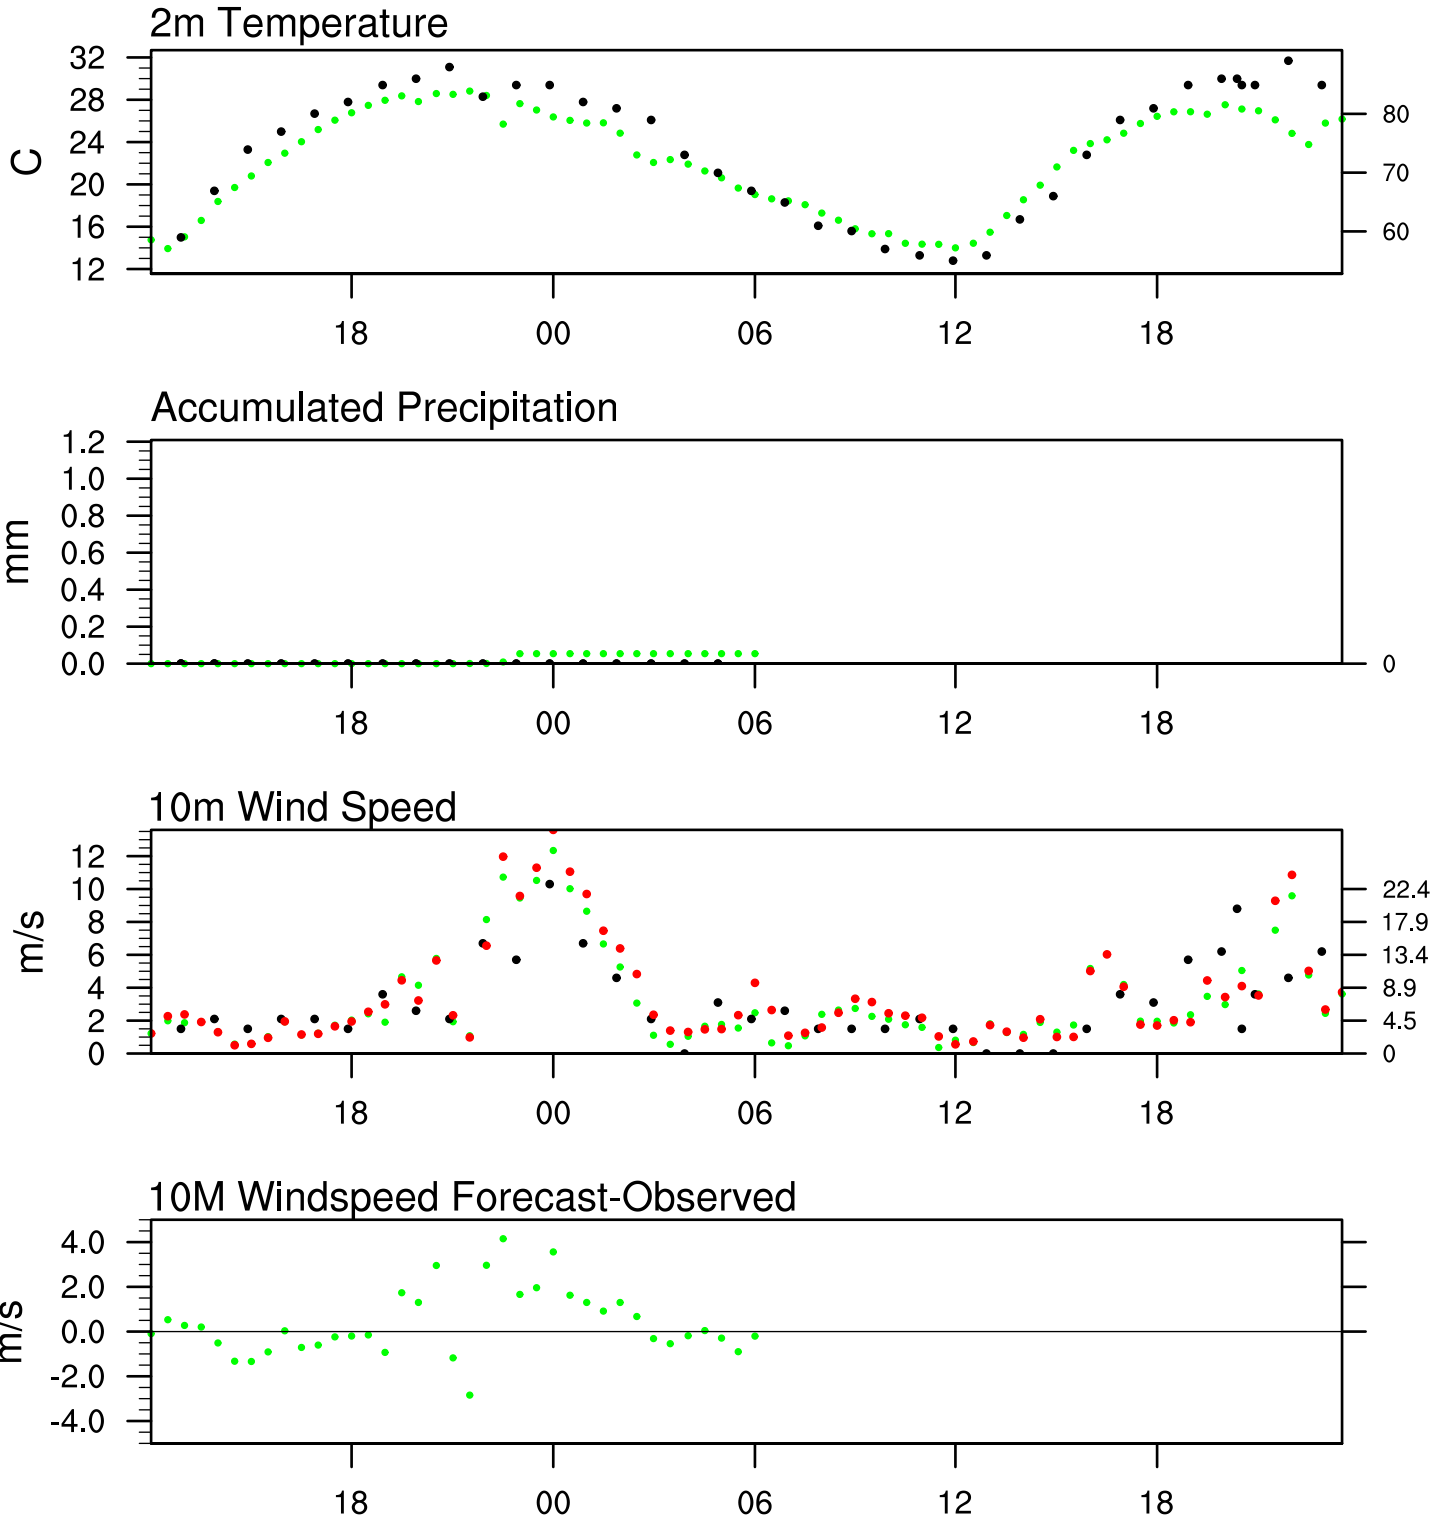 2m Temperature
32
28
24
20
16
12
C
80
70
60
18 00 06 12 18
Accumulated Precipitation
1.2
1.0
0.8
0.6
0.4
0.2
0.0
mm
0
18 00 06 12 18
10m Wind Speed
12
10
8
6
4
2
0
m/s
22.4
17.9
13.4
8.9
4.5
0
18 00 06 12 18
10M Windspeed Forecast-Observed
4.0
2.0
0.0
-2.0
-4.0
m/s
18 00 06 12 18